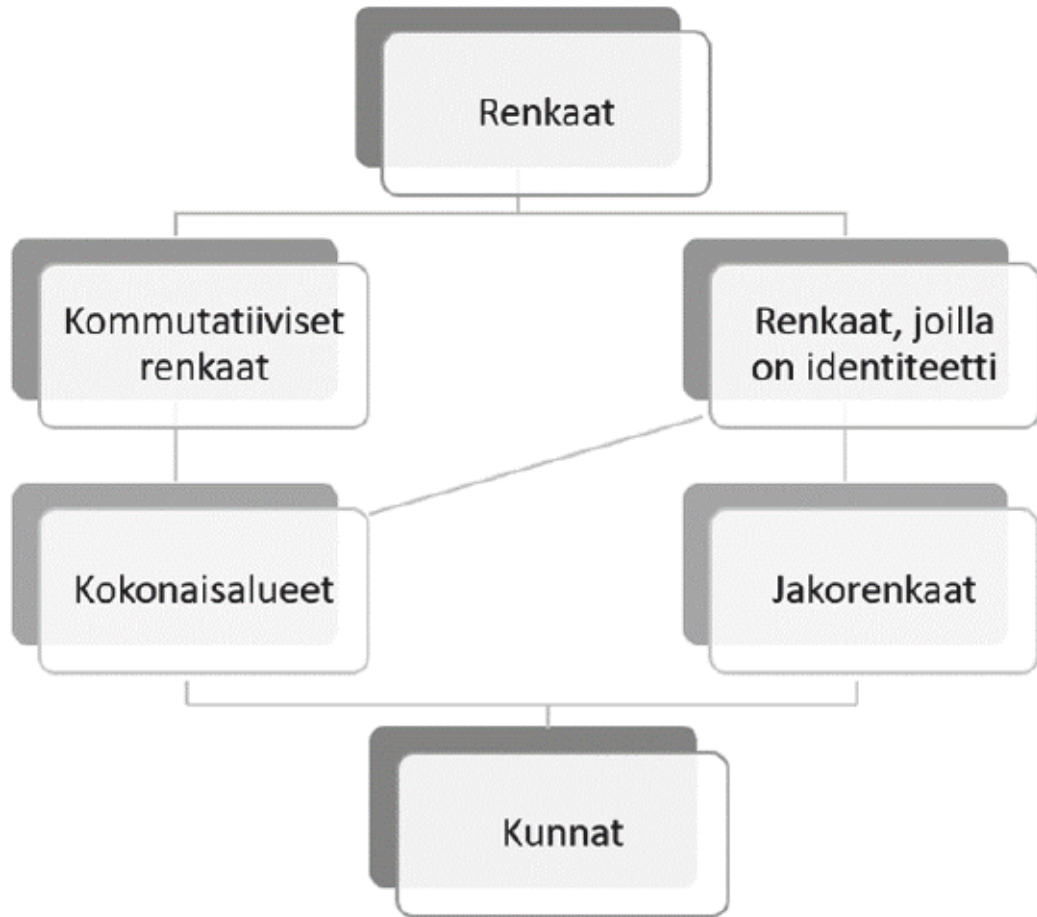 Renkaat
Kommutatiiviset
renkaat
Renkaat, joilla
on identiteetti
Kokonaisalueet
Jakorenkaat
Kunnat